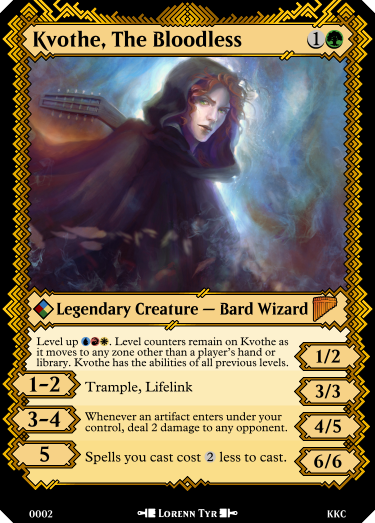 Kvothe, The Bloodless 1
Legendary Creature — Bard Wizard
Level up . Level counters remain on Kvothe as
it moves to any zone other than a player's hand or
library. Kvothe has the abilities of all previous levels.
1/2
1–2 Trample, Lifelink 3/3
3–4 Whenever an artifact enters under your
control, deal 2 damage to any opponent. 4/5
5 Spells you cast cost 2 less to cast. 6/6
0002 Lorenn Tyr KKC